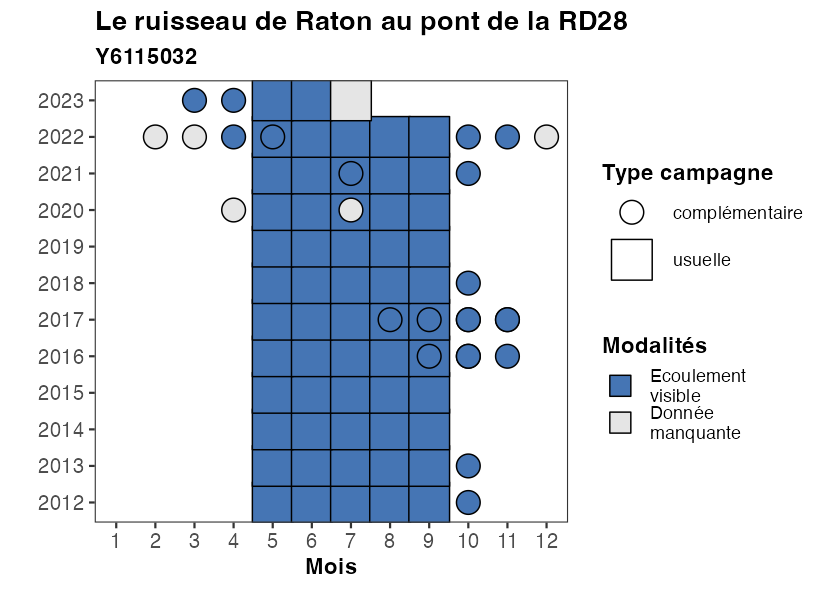 Le ruisseau de Raton au pont de la RD28
Y6115032
2023
2022
2021
2020
2019
2018
2017
2016
2015
2014
2013
2012
1 2 3 4 5 6 7 8 9 10 11 12
Mois
Type campagne
complémentaire
usuelle
Modalités
Ecoulement
visible
Donnée
manquante